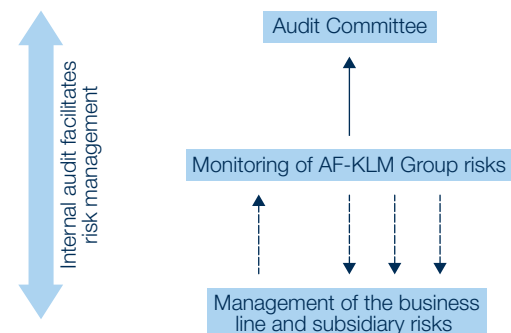 Audit Committee
Internal audit facilitates
risk management
Monitoring of AF-KLM Group risks
Management of the business
line and subsidiary risks